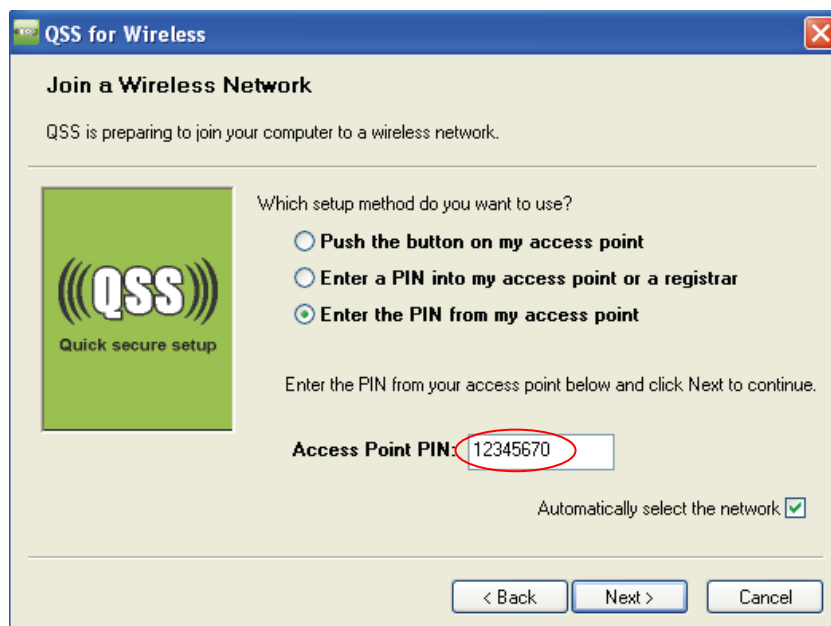 QSS for Wireless
Join a Wireless Network
QSS is preparing to join your computer to a wireless network.
Which setup method do you want to use?
Push the button on my access point
Enter a PIN into my access point or a registrar
Enter the PIN from my access point
QSS
Quick secure setup
Enter the PIN from your access point below and click Next to continue.
Access Point PIN: 12345670
Automatically select the network
< Back Next > Cancel